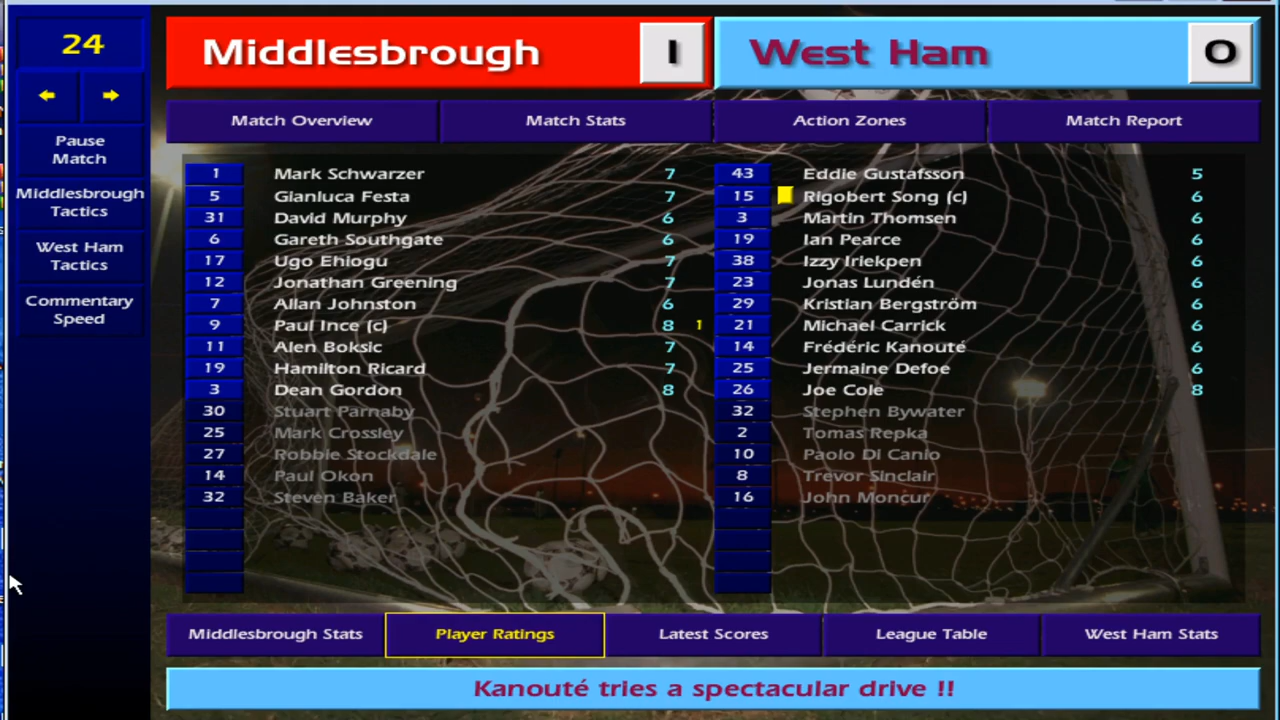 24
Middlesbrough 1
West Ham 0
Match Overview
Match Stats
Action Zones
Match Report
Pause
Match
Middlesbrough
Tactics
West Ham
Tactics
Commentary
Speed
1 Mark Schwarzer 7
5 Gianluca Festa 7
31 David Murphy 6
6 Gareth Southgate 6
17 Ugo Ehiogu 7
12 Jonathan Greening 7
7 Allan Johnston 6
9 Paul Ince (c) 8 1
11 Alen Boksic 7
19 Hamilton Ricard 7
3 Dean Gordon 8
30 Stuart Parnaby
25 Mark Crossley
27 Robbie Stockdale
14 Paul Okon
32 Steven Baker
43 Eddie Gustafsson 5
15 Rigobert Song (c) 6
3 Martin Thomsen 6
19 Ian Pearce 6
38 Izzy Iriekpen 6
23 Jonas Lundén 6
29 Kristian Bergström 6
21 Michael Carrick 6
14 Frédéric Kanouté 6
25 Jermaine Defoe 6
26 Joe Cole 8
32 Stephen Bywater
2 Tomas Repka
10 Paolo Di Canio
8 Trevor Sinclair
16 John Moncur
Middlesbrough Stats
Player Ratings
Latest Scores
League Table
West Ham Stats
Kanouté tries a spectacular drive !!